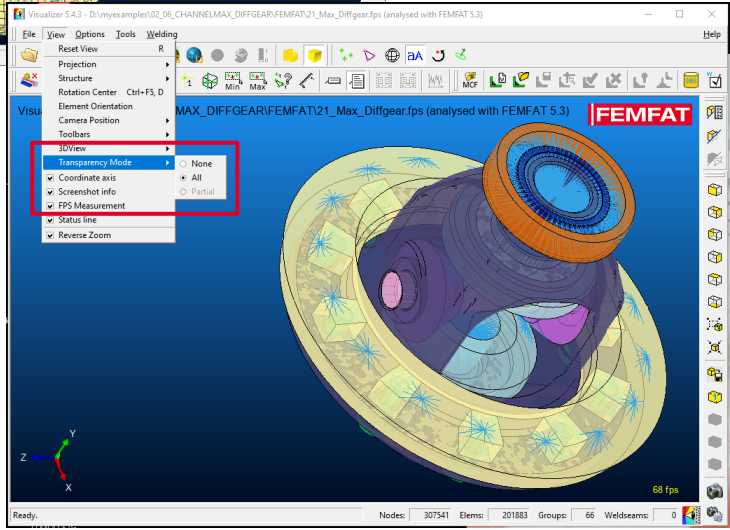 Visualizer 5.4.3 - D:\myexamples\02_06_CHANNELMAX_DIFFGEAR\FEMFAT\21_Max_Diffgear.fps (analysed with FEMFAT 5.3)
File View Options Tools Welding Help
Reset View R
Projection
Structure
Rotation Center Ctrl+F5, D
Element Orientation
Camera Position
Toolbars
3DView
Transparency Mode
None
Coordinate axis
All
Screenshot info
Partial
FPS Measurement
Status line
Reverse Zoom
aA
Min Max
MCF
MAX_DIFFGEAR\FEMFAT\21_Max_Diffgear.fps (analysed with FEMFAT 5.3)
FEMFAT
Y
Z
X
68 fps
Ready. Nodes: 307541 Elems: 201883 Groups: 66 Weldseams: 0